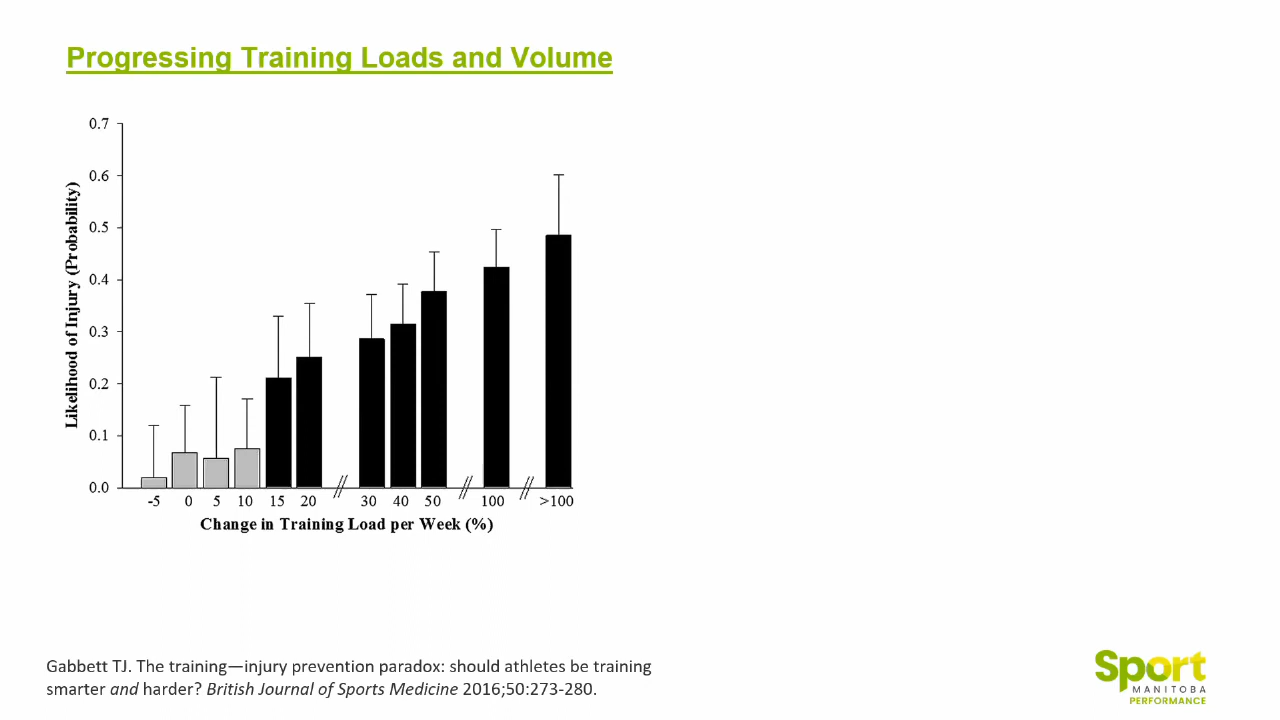 Progressing Training Loads and Volume
0.7
0.6
0.5
0.4
0.3
0.2
0.1
0.0
Likelihood of Injury (Probability)
-5 0 5 10 15 20 30 40 50 100 >100
Change in Training Load per Week (%)
Gabbett TJ. The training—injury prevention paradox: should athletes be training
smarter and harder? British Journal of Sports Medicine 2016;50:273-280.
Sport
MANITOBA
PERFORMANCE